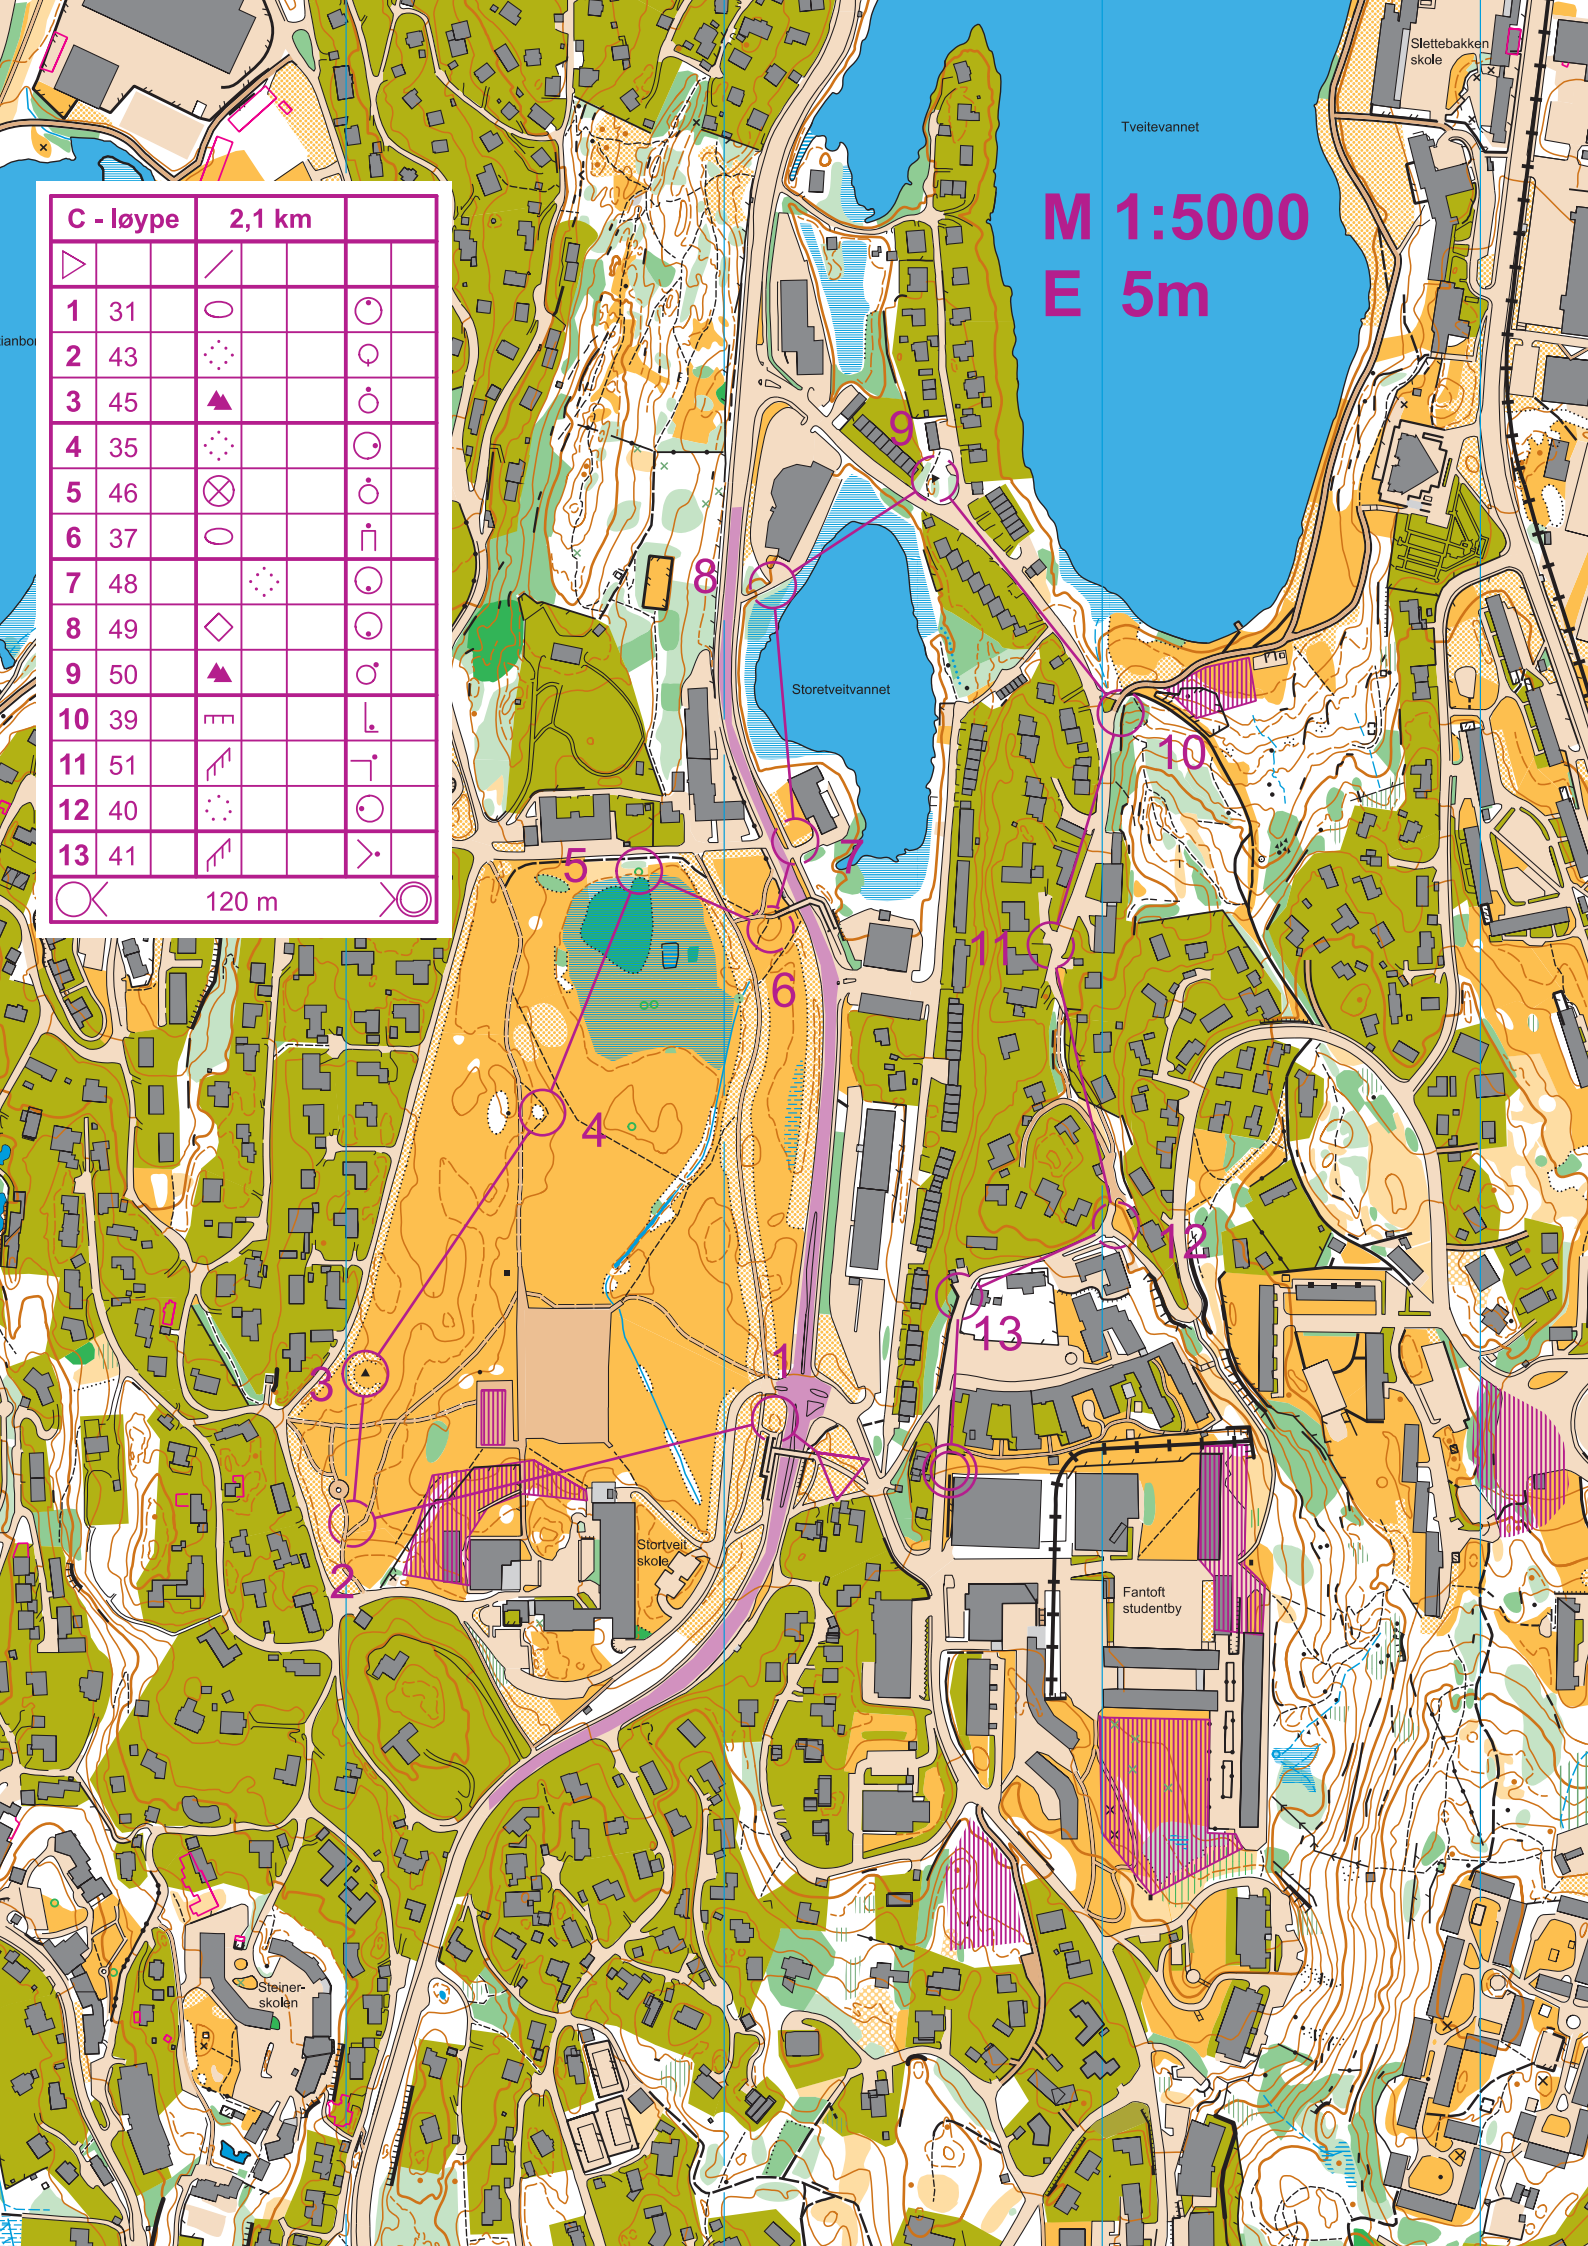 Slettebakken
skole
Tveitevannet
M 1:5000
E 5m
C - løype 2,1 km
1 31
2 43
3 45
4 35
5 46
6 37
7 48
8 49
9 50
10 39
11 51
12 40
13 41
120 m
9
8
Storetveitvannet
10
5
7
11
6
4
12
13
3
1
2
Stortveit
skole
Fantoft
studentby
Steiner-
skolen